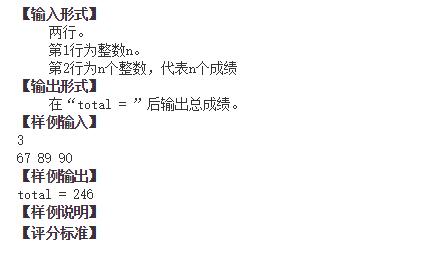 【输入形式】
两行。
第1行为整数n。
第2行为n个整数，代表n个成绩
【输出形式】
在“total = ”后输出总成绩。
【样例输入】
3
67 89 90
【样例输出】
total = 246
【样例说明】
【评分标准】